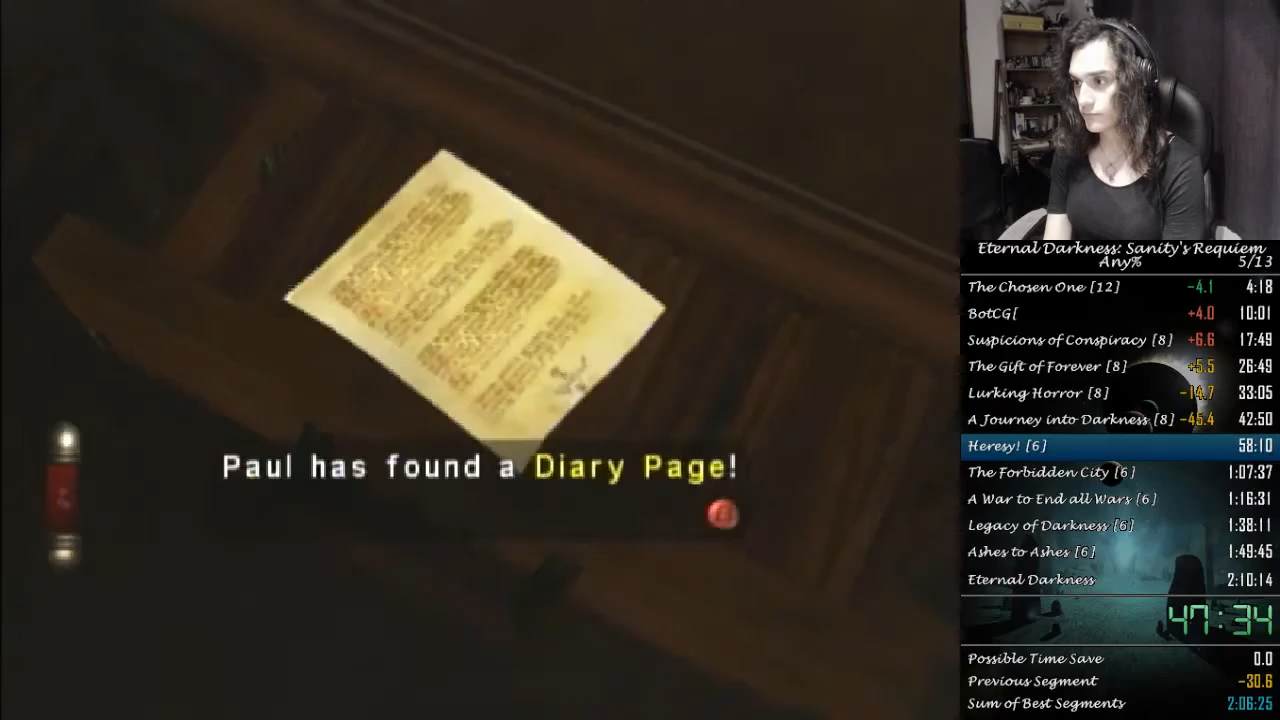 Paul has found a Diary Page!
Eternal Darkness: Sanity's Requiem
Any% 5/13
The Chosen One [12] -4.1 4:18
BotCG[ +4.0 10:01
Suspicions of Conspiracy [8] +6.6 17:49
The Gift of Forever [8] +5.5 26:49
Lurking Horror [8] -14.7 33:05
A Journey into Darkness [8] -45.4 42:50
Heresy! [6] 58:10
The Forbidden City [6] 1:07:37
A War to End all Wars [6] 1:16:31
Legacy of Darkness [6] 1:38:11
Ashes to Ashes [6] 1:49:45
Eternal Darkness 2:10:14
47:34
Possible Time Save 0.0
Previous Segment -30.6
Sum of Best Segments 2:06:25